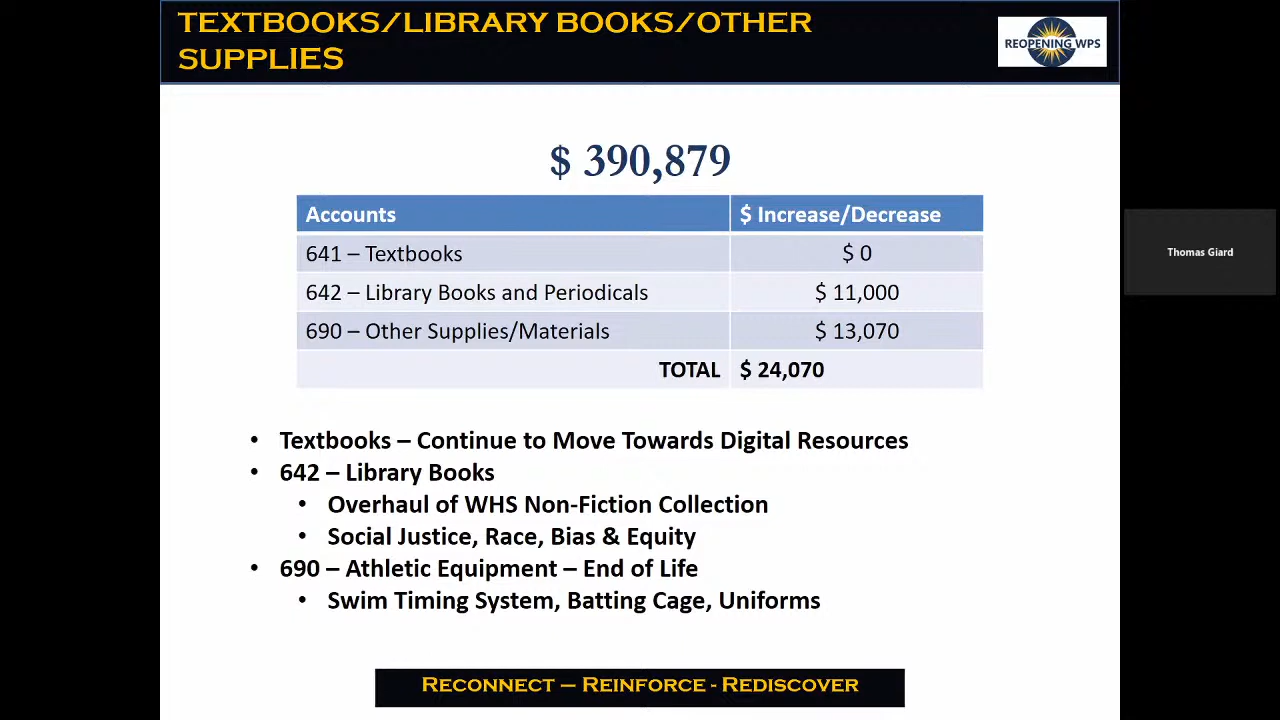 TEXTBOOKS/LIBRARY BOOKS/OTHER
SUPPLIES
REOPENING WPS
$ 390,879
Accounts $ Increase/Decrease
641 – Textbooks $ 0
642 – Library Books and Periodicals $ 11,000
690 – Other Supplies/Materials $ 13,070
TOTAL $ 24,070
Thomas Giard
• Textbooks – Continue to Move Towards Digital Resources
• 642 – Library Books
• Overhaul of WHS Non-Fiction Collection
• Social Justice, Race, Bias & Equity
• 690 – Athletic Equipment – End of Life
• Swim Timing System, Batting Cage, Uniforms
RECONNECT – REINFORCE - REDISCOVER